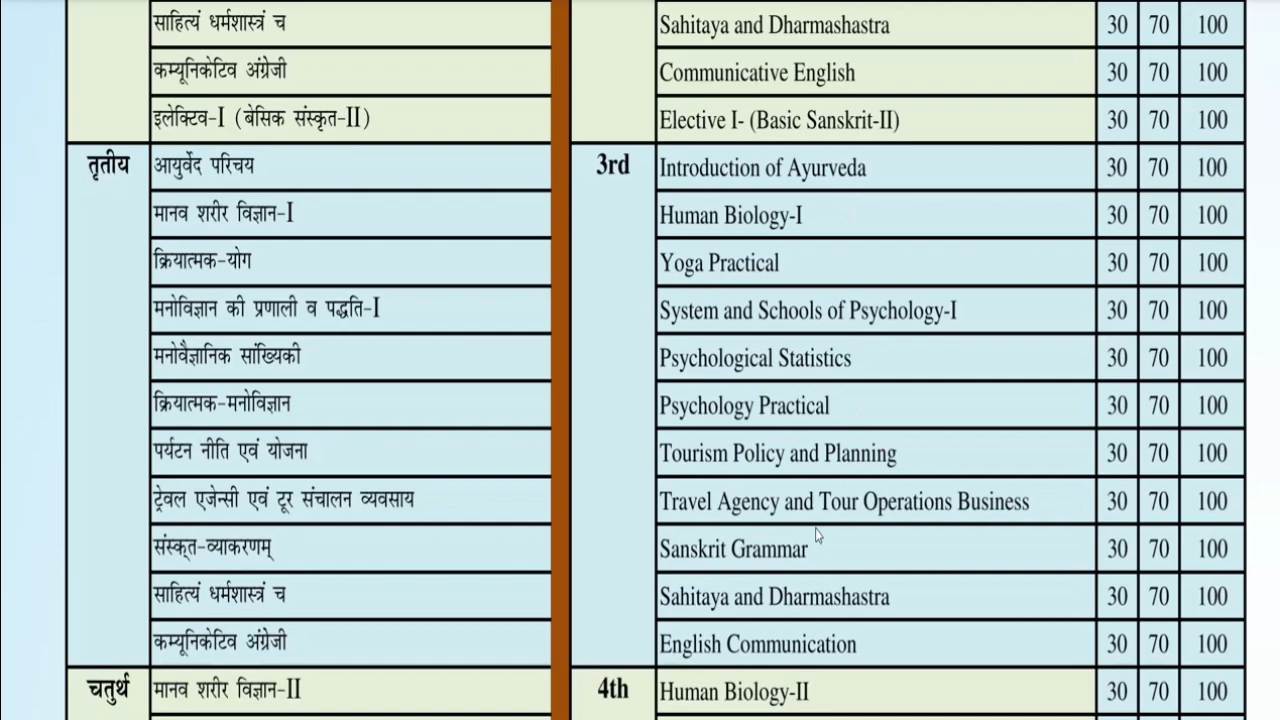 साहित्यं धर्मशास्त्रं च Sahitaya and Dharmashastra 30 70 100
कम्यूनिकेटिव अंग्रेजी Communicative English 30 70 100
इलेक्टिव-I (बेसिक संस्कृत-II) Elective I- (Basic Sanskrit-II) 30 70 100
तृतीय आयुर्वेद परिचय 3rd Introduction of Ayurveda 30 70 100
मानव शरीर विज्ञान-I Human Biology-I 30 70 100
क्रियात्मक-योग Yoga Practical 30 70 100
मनोविज्ञान की प्रणाली व पद्धति-I System and Schools of Psychology-I 30 70 100
मनोवैज्ञानिक सांख्यिकी Psychological Statistics 30 70 100
क्रियात्मक-मनोविज्ञान Psychology Practical 30 70 100
पर्यटन नीति एवं योजना Tourism Policy and Planning 30 70 100
ट्रेवल एजेन्सी एवं टूर संचालन व्यवसाय Travel Agency and Tour Operations Business 30 70 100
संस्कृत-व्याकरणम् Sanskrit Grammar 30 70 100
साहित्यं धर्मशास्त्रं च Sahitaya and Dharmashastra 30 70 100
कम्यूनिकेटिव अंग्रेजी English Communication 30 70 100
चतुर्थ मानव शरीर विज्ञान-II 4th Human Biology-II 30 70 100